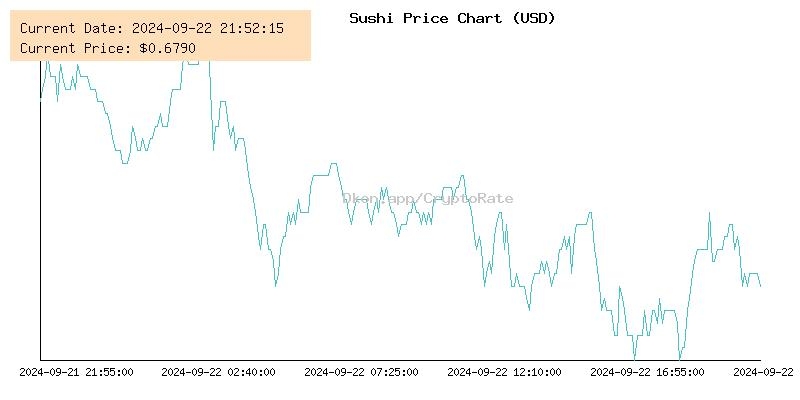 Sushi Price Chart (USD)
Current Date: 2024-09-22 21:52:15
Current Price: $0.6790
Dken.app/CryptoRate
2024-09-21 21:55:00 2024-09-22 02:40:00 2024-09-22 07:25:00 2024-09-22 12:10:00 2024-09-22 16:55:00 2024-09-22